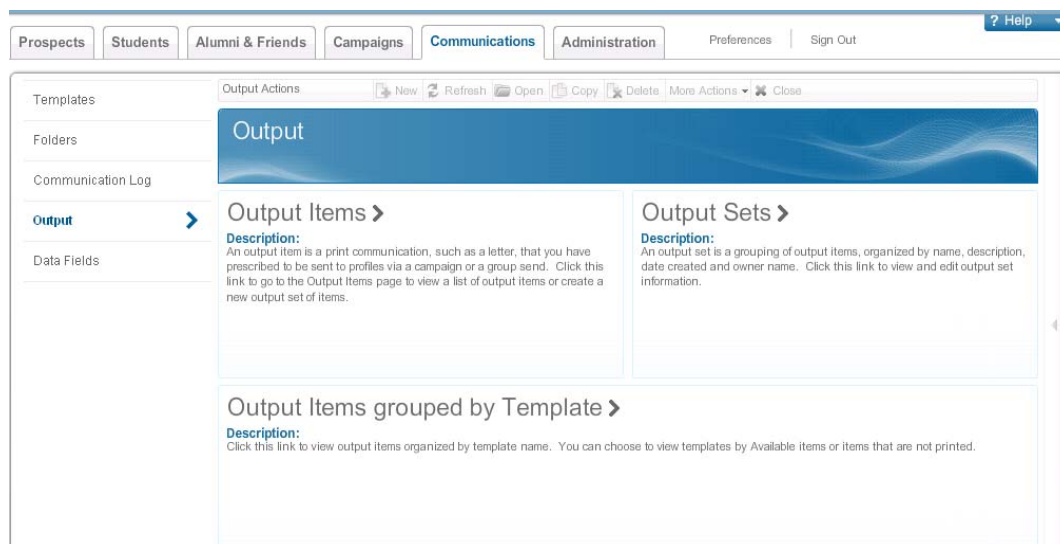 ? Help
Prospects
Students
Alumni & Friends
Campaigns
Communications
Administration
Preferences
Sign Out
Templates
Folders
Communication Log
Output
Data Fields
Output Actions
New
Refresh
Open
Copy
Delete
More Actions
Close
Output
Output Items
Description:
An output item is a print communication, such as a letter, that you have
prescribed to be sent to profiles via a campaign or a group send. Click this
link to go to the Output Items page to view a list of output items or create a
new output set of items.
Output Sets
Description:
An output set is a grouping of output items, organized by name, description,
date created and owner name. Click this link to view and edit output set
information.
Output Items grouped by Template
Description:
Click this link to view output items organized by template name. You can choose to view templates by Available items or items that are not printed.